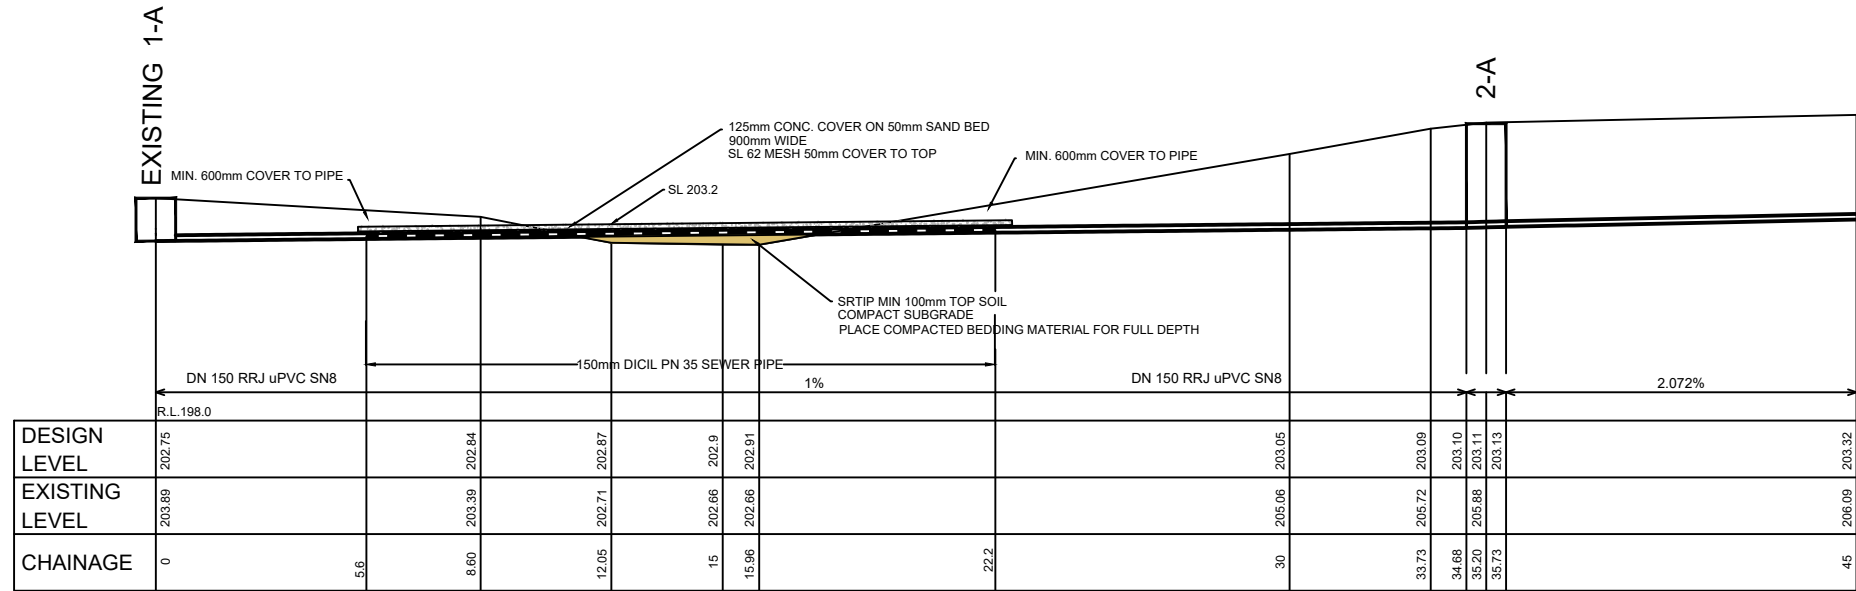 EXISTING 1-A
2-A
125mm CONC. COVER ON 50mm SAND BED
900mm WIDE
SL 62 MESH 50mm COVER TO TOP
MIN. 600mm COVER TO PIPE
MIN. 600mm COVER TO PIPE
SL 203.2
SRTIP MIN 100mm TOP SOIL
COMPACT SUBGRADE
PLACE COMPACTED BEDDING MATERIAL FOR FULL DEPTH
150mm DICIL PN 35 SEWER PIPE
DN 150 RRJ uPVC SN8
1%
DN 150 RRJ uPVC SN8
2.072%
R.L.198.0
DESIGN
LEVEL
202.75
202.84
202.87
202.9
202.91
203.05
203.09
203.10
203.11
203.13
203.32
EXISTING
LEVEL
203.89
203.39
202.71
202.66
202.66
205.06
205.72
205.88
206.09
CHAINAGE
0
5.6
8.60
12.05
15
15.96
22.2
30
33.73
34.68
35.20
35.73
45